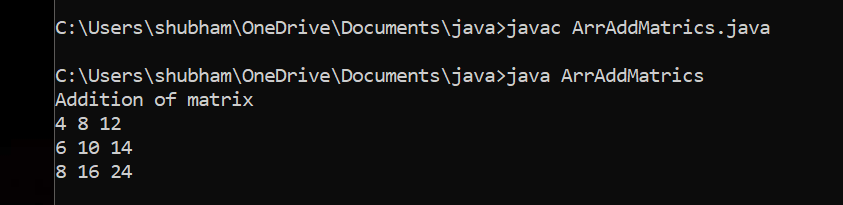 C:\Users\shubham\OneDrive\Documents\java>javac ArrAddMatrics.java
C:\Users\shubham\OneDrive\Documents\java>java ArrAddMatrics
Addition of matrix
4 8 12
6 10 14
8 16 24